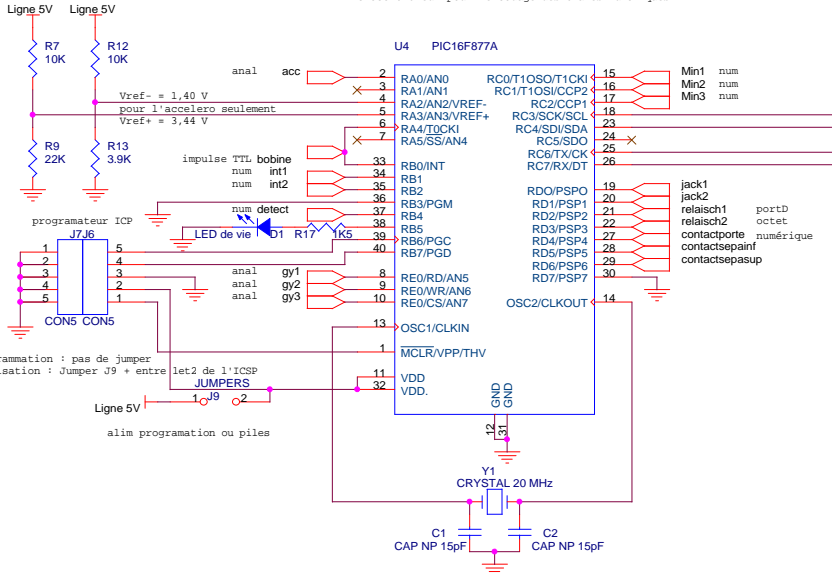 Ligne 5V
Ligne 5V
U4 PIC16F877A
R7
10K
R12
10K
Vref- = 1,40 V
pour l'accelero seulement
Vref+ = 3,44 V
R9
22K
R13
3.9K
anal acc
impulse TTL bobine
num int1
num int2
num detect
LED de vie D1 R17 1K5
programateur ICP
J7J6
1
2
3
4
5
5
4
3
2
1
CON5 CON5
anal gy1
anal gy2
anal gy3
2 RA0/AN0
3 RA1/AN1
4 RA2/AN2/VREF-
5 RA3/AN3/VREF+
6 RA4/T0CKI
7 RA5/SS/AN4
33 RB0/INT
34 RB1
35 RB2
36 RB3/PGM
37 RB4
38 RB5
39 RB6/PGC
40 RB7/PGD
8 RE0/RD/AN5
9 RE0/WR/AN6
10 RE0/CS/AN7
13 OSC1/CLKIN
1 MCLR/VPP/THV
11 VDD
32 VDD.
RC0/T1OSO/T1CKI 15 Min1 num
RC1/T1OSI/CCP2 16 Min2 num
RC2/CCP1 17 Min3 num
RC3/SCK/SCL 18
RC4/SDI/SDA 23
RC5/SDO 24
RC6/TX/CK 25
RC7/RX/DT 26
RDO/PSPO 19 jack1
RD1/PSP1 20 jack2
RD2/PSP2 21 relaisch1 portD
RD3/PSP3 22 relaisch2 octet
RD4/PSP4 27 contactporte numérique
RD5/PSP5 28 contactsepainf
RD6/PSP6 29 contactsepasup
RD7/PSP7 30
OSC2/CLKOUT 14
GND GND
12 31
rammation : pas de jumper
isation : Jumper J9 + entre let2 de l'ICSP
JUMPERS
Ligne 5V 1 J9 2
alim programation ou piles
Y1
CRYSTAL 20 MHz
C1
CAP NP 15pF
C2
CAP NP 15pF